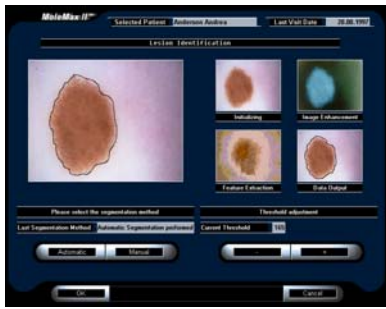 MoleMax II™
Selected Patient Anderson Andrea Last Visit Date 28.08.1997
Lesion Identification
Initializing Image Enhancement
Feature Extraction Data Output
Please select the segmentation method Threshold adjustment
Last Segmentation Method Automatic Segmentation performed Current Threshold 165
Automatic Manual - +
OK Cancel